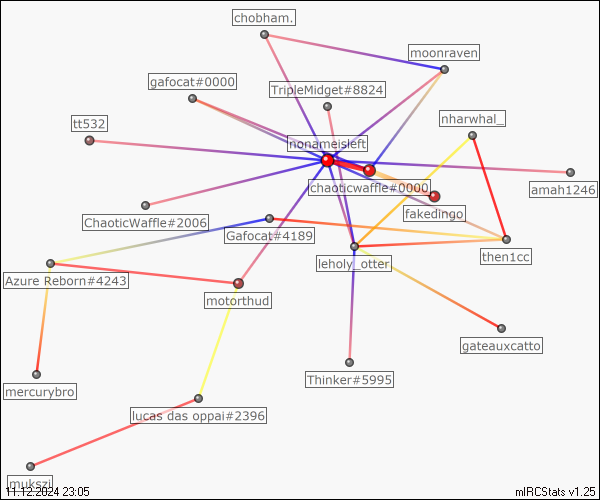 chobham.
moonraven
gafocat#0000
TripleMidget#8824
nharwhal_
tt532
nonameisleft
chaoticwaffle#0000
amah1246
fakedingo
ChaoticWaffle#2006
Gafocat#4189
then1cc
leholy_otter
Azure Reborn#4243
motorthud
gateauxcatto
Thinker#5995
mercurybro
lucas das oppai#2396
mukszi
11.12.2024 23:05
mIRCStats v1.25